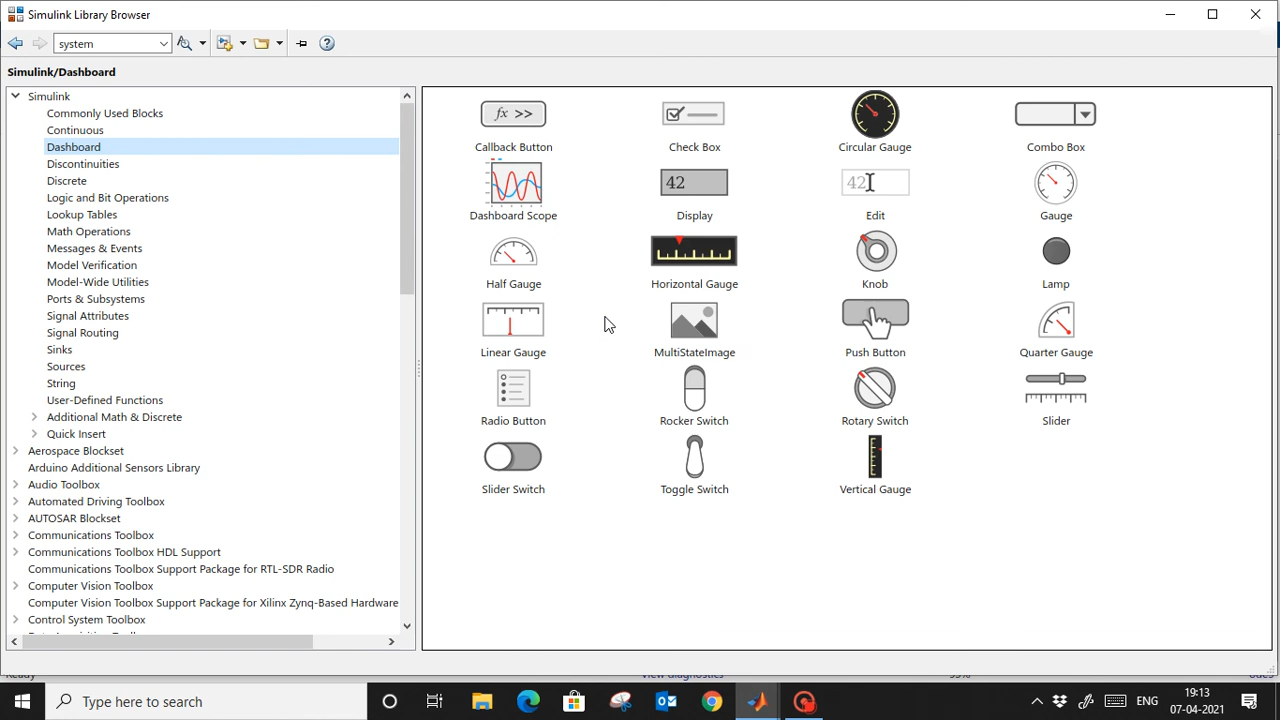 Simulink Library Browser
system
Simulink/Dashboard
Simulink
Commonly Used Blocks
Continuous
Dashboard
Discontinuities
Discrete
Logic and Bit Operations
Lookup Tables
Math Operations
Messages & Events
Model Verification
Model-Wide Utilities
Ports & Subsystems
Signal Attributes
Signal Routing
Sinks
Sources
String
User-Defined Functions
Additional Math & Discrete
Quick Insert
Aerospace Blockset
Arduino Additional Sensors Library
Audio Toolbox
Automated Driving Toolbox
AUTOSAR Blockset
Communications Toolbox
Communications Toolbox HDL Support
Communications Toolbox Support Package for RTL-SDR Radio
Computer Vision Toolbox
Computer Vision Toolbox Support Package for Xilinx Zynq-Based Hardware
Control System Toolbox
fx >>
Callback Button
Check Box
Circular Gauge
Combo Box
42
42
Dashboard Scope
Display
Edit
Gauge
Half Gauge
Horizontal Gauge
Knob
Lamp
Linear Gauge
MultiStateImage
Push Button
Quarter Gauge
Radio Button
Rocker Switch
Rotary Switch
Slider
Slider Switch
Toggle Switch
Vertical Gauge
Ready
View diagnostics
Type here to search
ENG
19:13
07-04-2021